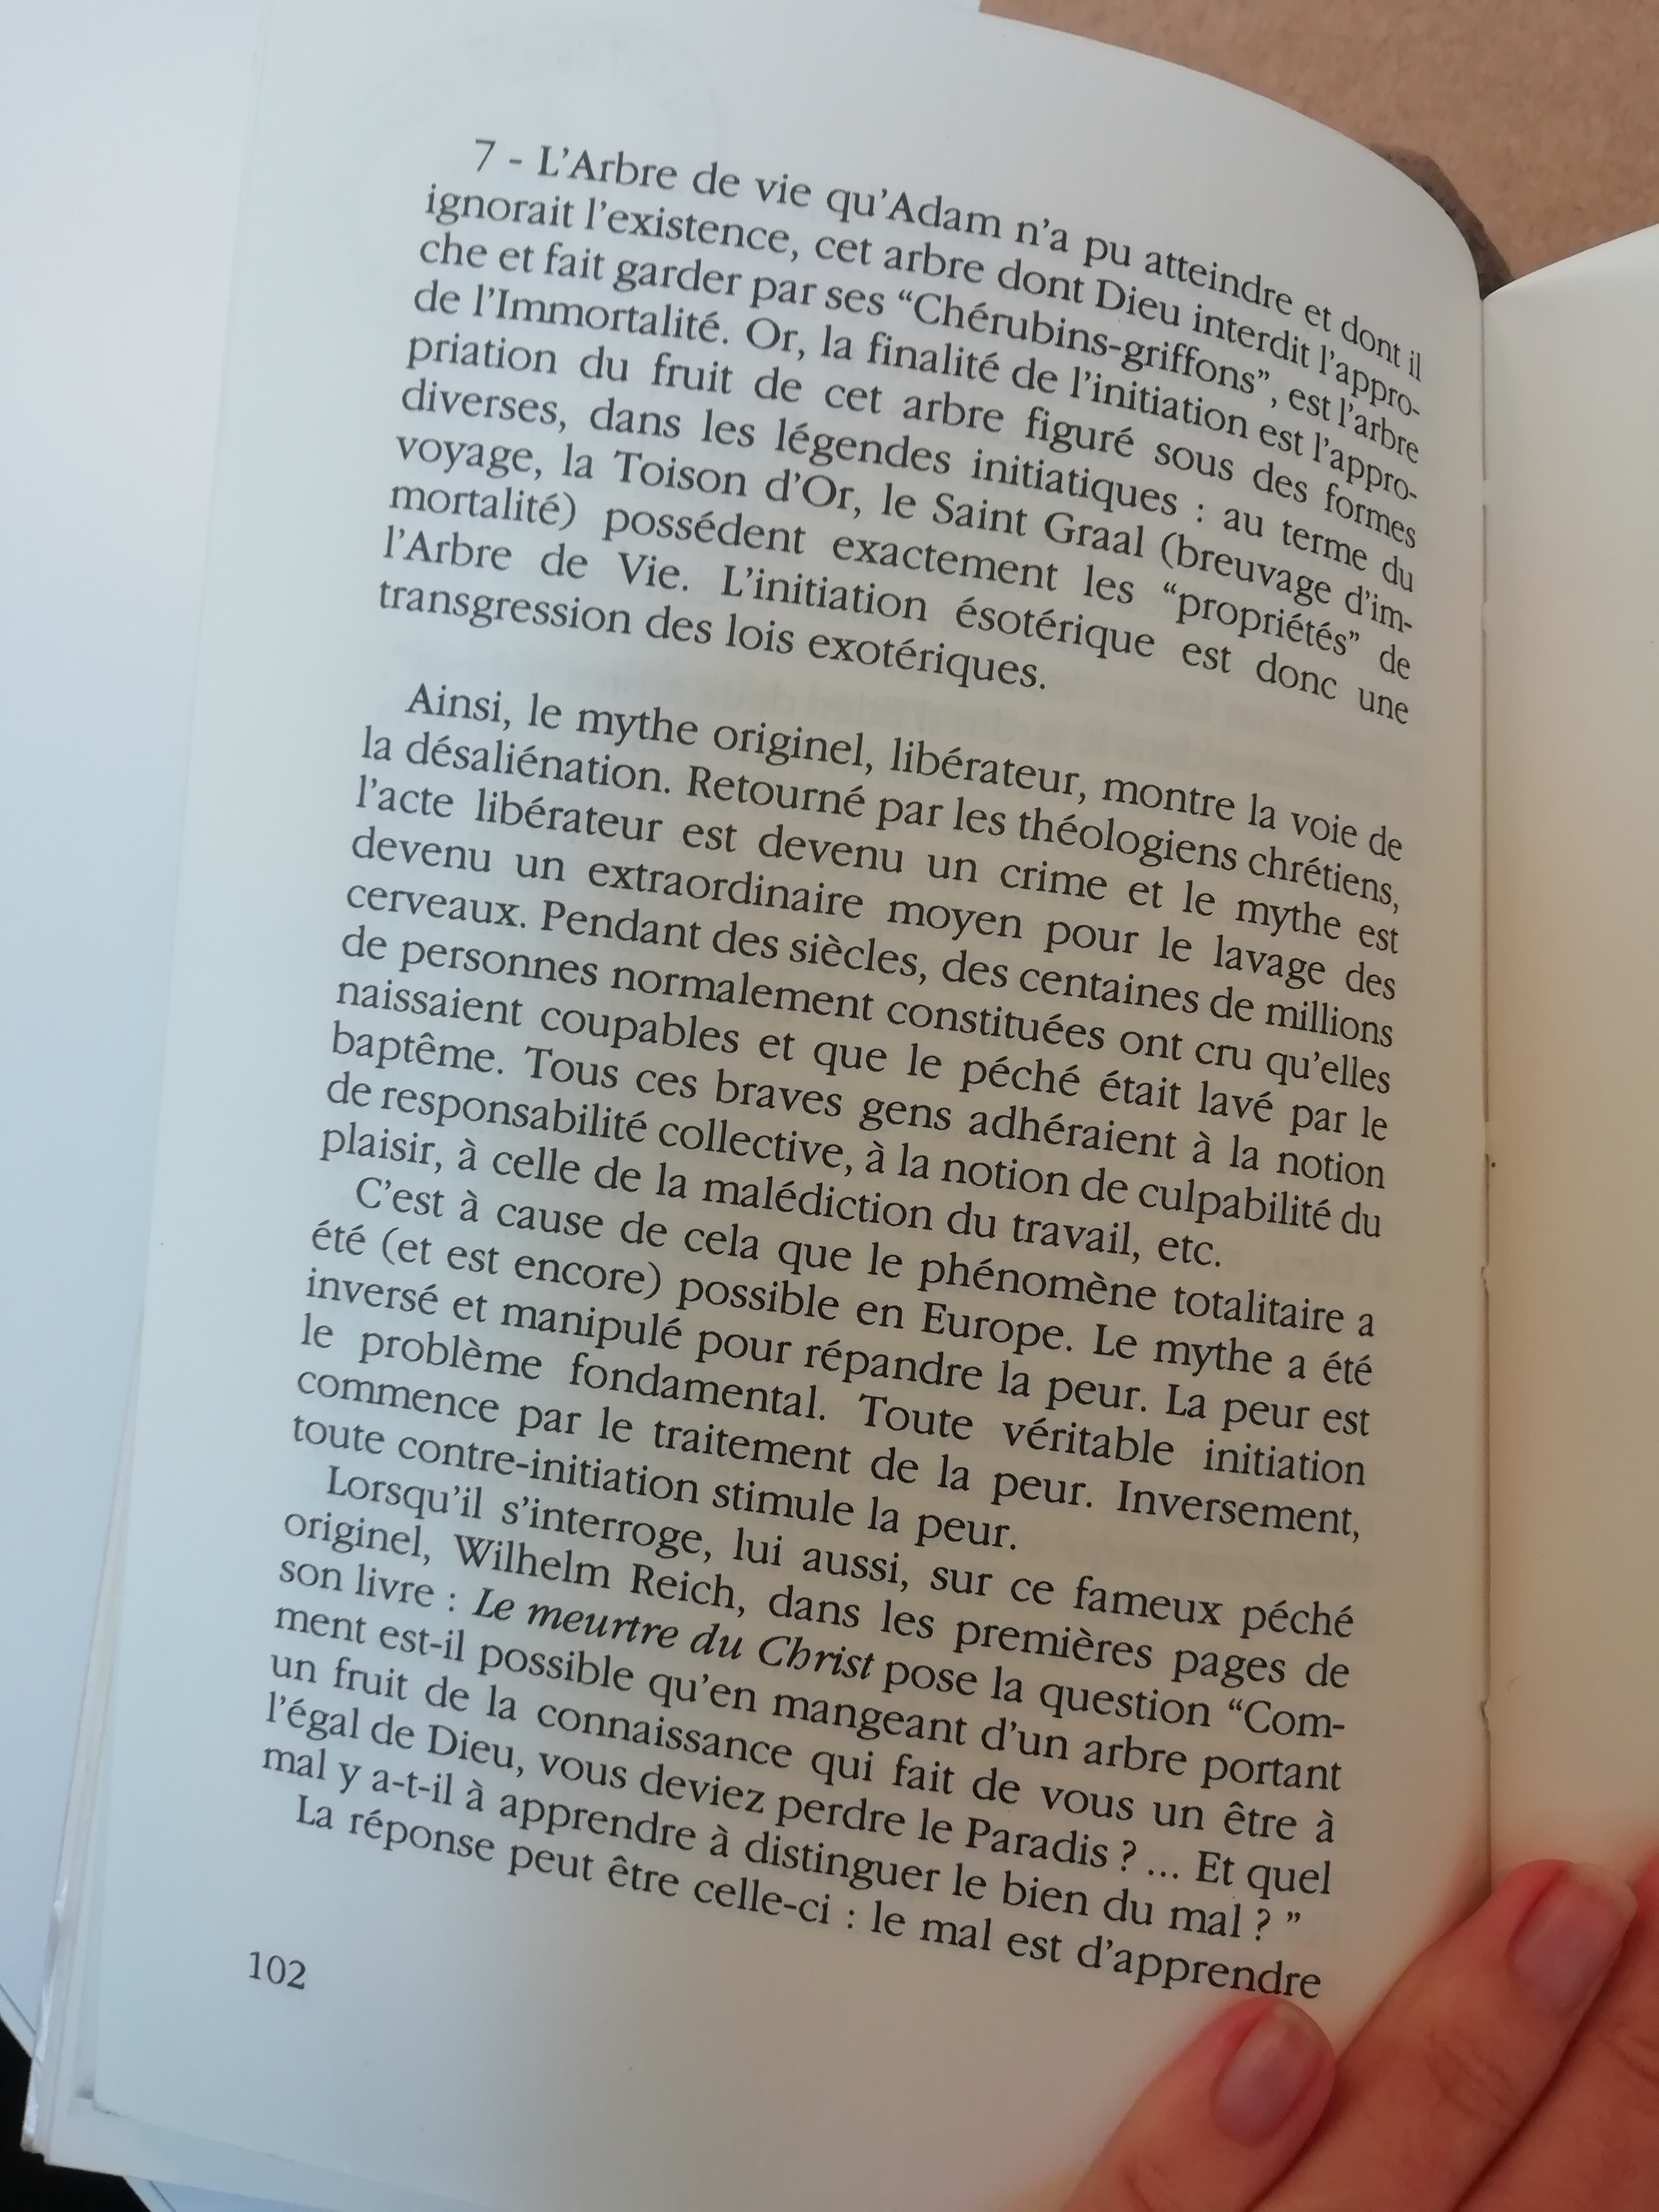 7 - L'Arbre de vie qu'Adam n'a pu atteindre et dont il
ignorait l'existence, cet arbre dont Dieu interdit l'appro-
che et fait garder par ses “Chérubins-griffons”, est l'arbre
de l'Immortalité. Or, la finalité de l'initiation est l'appro-
priation du fruit de cet arbre figuré sous des formes
diverses, dans les légendes initiatiques : au terme du
voyage, la Toison d'Or, le Saint Graal (breuvage d'im-
mortalité) possédent exactement les “propriétés” de
l'Arbre de Vie. L'initiation ésotérique est donc une
transgression des lois exotériques.
Ainsi, le mythe originel, libérateur, montre la voie de
la désaliénation. Retourné par les théologiens chrétiens,
l'acte libérateur est devenu un crime et le mythe est
devenu un extraordinaire moyen pour le lavage des
cerveaux. Pendant des siècles, des centaines de millions
de personnes normalement constituées ont cru qu'elles
naissaient coupables et que le péché était lavé par le
baptême. Tous ces braves gens adhéraient à la notion
de responsabilité collective, à la notion de culpabilité du
plaisir, à celle de la malédiction du travail, etc.
C'est à cause de cela que le phénomène totalitaire a
été (et est encore) possible en Europe. Le mythe a été
inversé et manipulé pour répandre la peur. La peur est
le problème fondamental. Toute véritable initiation
commence par le traitement de la peur. Inversement,
toute contre-initiation stimule la peur.
Lorsqu'il s'interroge, lui aussi, sur ce fameux péché
originel, Wilhelm Reich, dans les premières pages de
son livre : Le meurtre du Christ pose la question “Com-
ment est-il possible qu'en mangeant d'un arbre portant
un fruit de la connaissance qui fait de vous un être à
l'égal de Dieu, vous deviez perdre le Paradis ? ... Et quel
mal y a-t-il à apprendre à distinguer le bien du mal ? ”
La réponse peut être celle-ci : le mal est d'apprendre
102